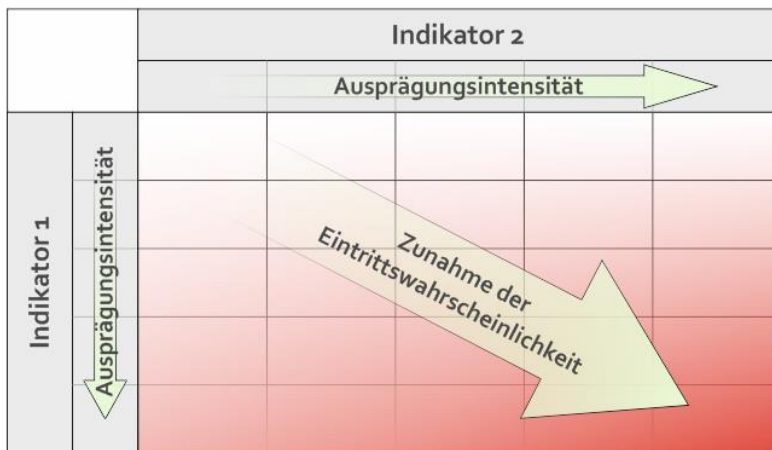 Indikator 2
Ausprägungsintensität
Indikator 1
Ausprägungsintensität
Zunahme der
Eintrittswahrscheinlichkeit